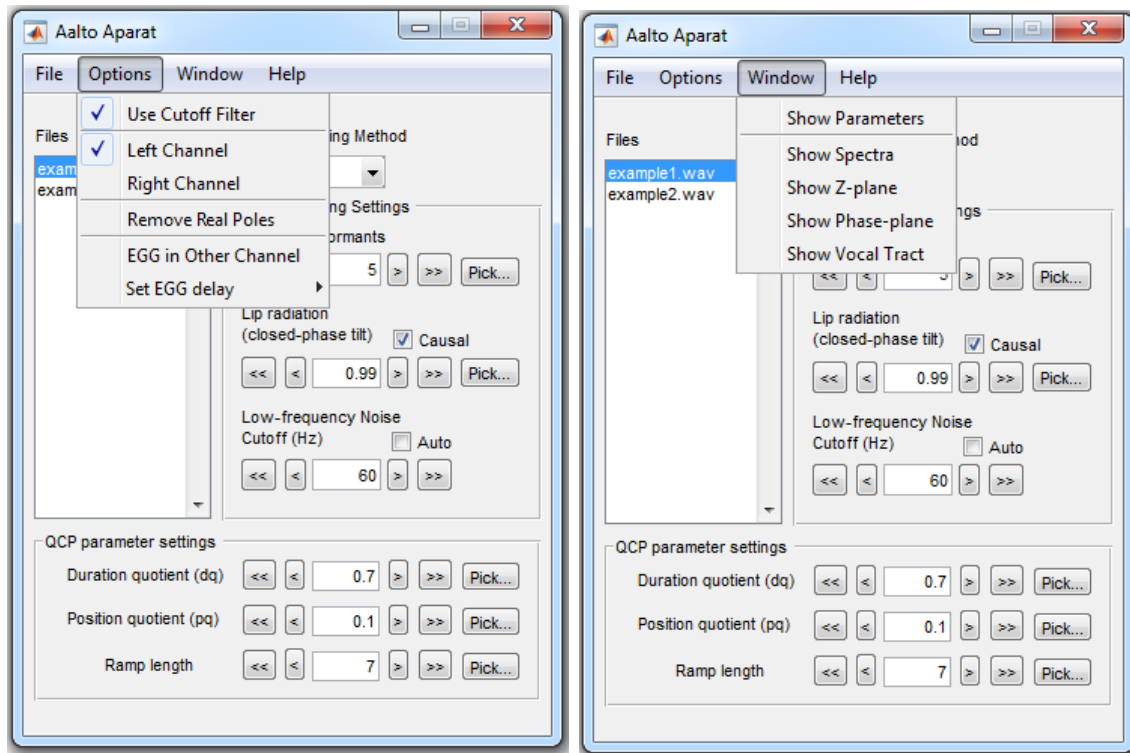 Aalto Aparat
File Options Window Help
Use Cutoff Filter
Files
ing Method
Left Channel
exam
Right Channel
exam
ng Settings
Remove Real Poles
ormants
EGG in Other Channel
5 > >> Pick...
Set EGG delay
Lip radiation
(closed-phase tilt) Causal
<< < 0.99 > >> Pick...
Low-frequency Noise
Cutoff (Hz) Auto
<< < 60 > >>
QCP parameter settings
Duration quotient (dq) << < 0.7 > >> Pick...
Position quotient (pq) << < 0.1 > >> Pick...
Ramp length << < 7 > >> Pick...
Aalto Aparat
File Options Window Help
Show Parameters
Files
od
Show Spectra
example1.wav
Show Z-plane
example2.wav
ngs
Show Phase-plane
Show Vocal Tract
<< < 5 > >> Pick...
Lip radiation
(closed-phase tilt) Causal
<< < 0.99 > >> Pick...
Low-frequency Noise
Cutoff (Hz) Auto
<< < 60 > >>
QCP parameter settings
Duration quotient (dq) << < 0.7 > >> Pick...
Position quotient (pq) << < 0.1 > >> Pick...
Ramp length << < 7 > >> Pick...